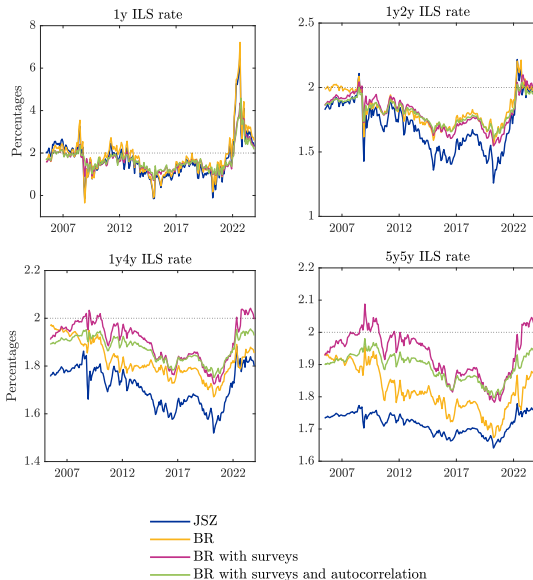 1y ILS rate
Percentages
8
6
4
2
0
2007 2012 2017 2022
1y2y ILS rate
2.5
2
1.5
1
2007 2012 2017 2022
1y4y ILS rate
Percentages
2.2
2
1.8
1.6
1.4
2007 2012 2017 2022
5y5y ILS rate
2.2
2.1
2
1.9
1.8
1.7
1.6
2007 2012 2017 2022
JSZ
BR
BR with surveys
BR with surveys and autocorrelation